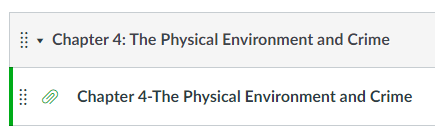 Chapter 4: The Physical Environment and Crime
Chapter 4-The Physical Environment and Crime